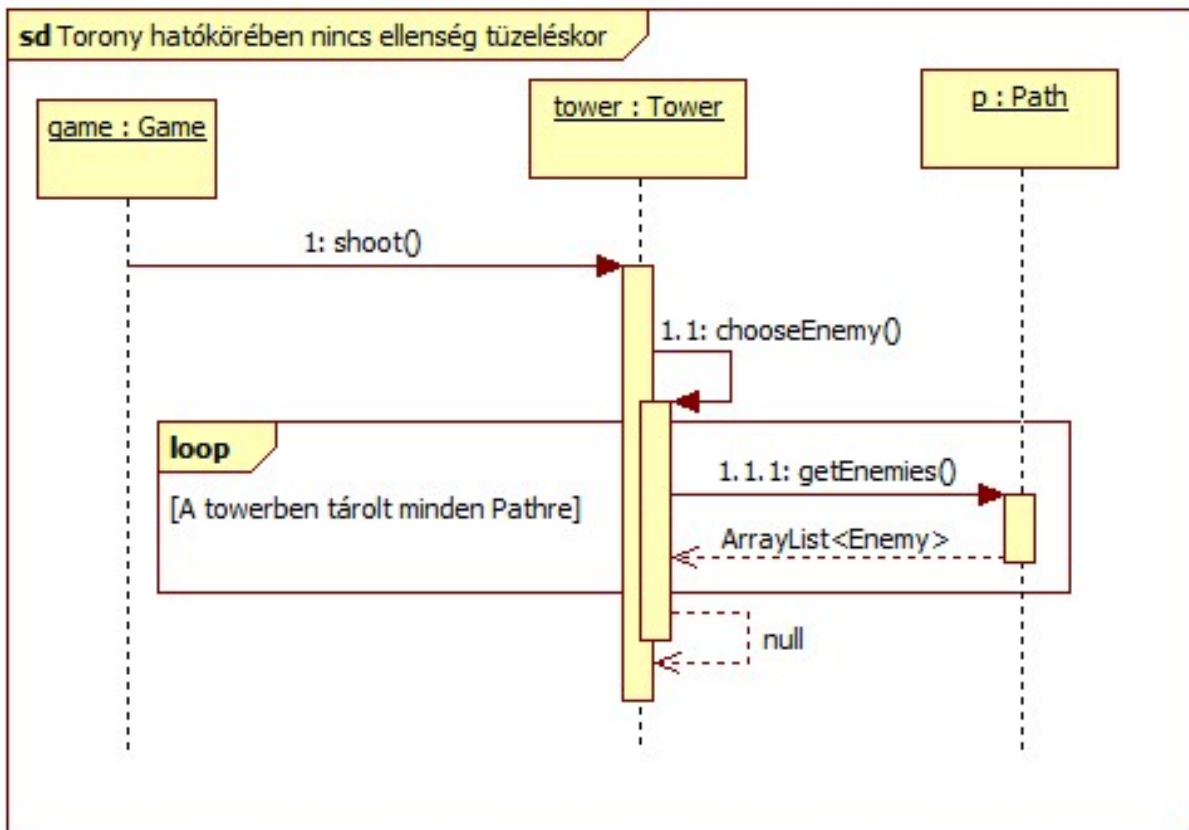 sd Torony hatókörében nincs ellenség tüzeléskor
game : Game
tower : Tower
p : Path
1: shoot()
1.1: chooseEnemy()
loop
[A towerben tárolt minden Pathre]
1.1.1: getEnemies()
ArrayList<Enemy>
null